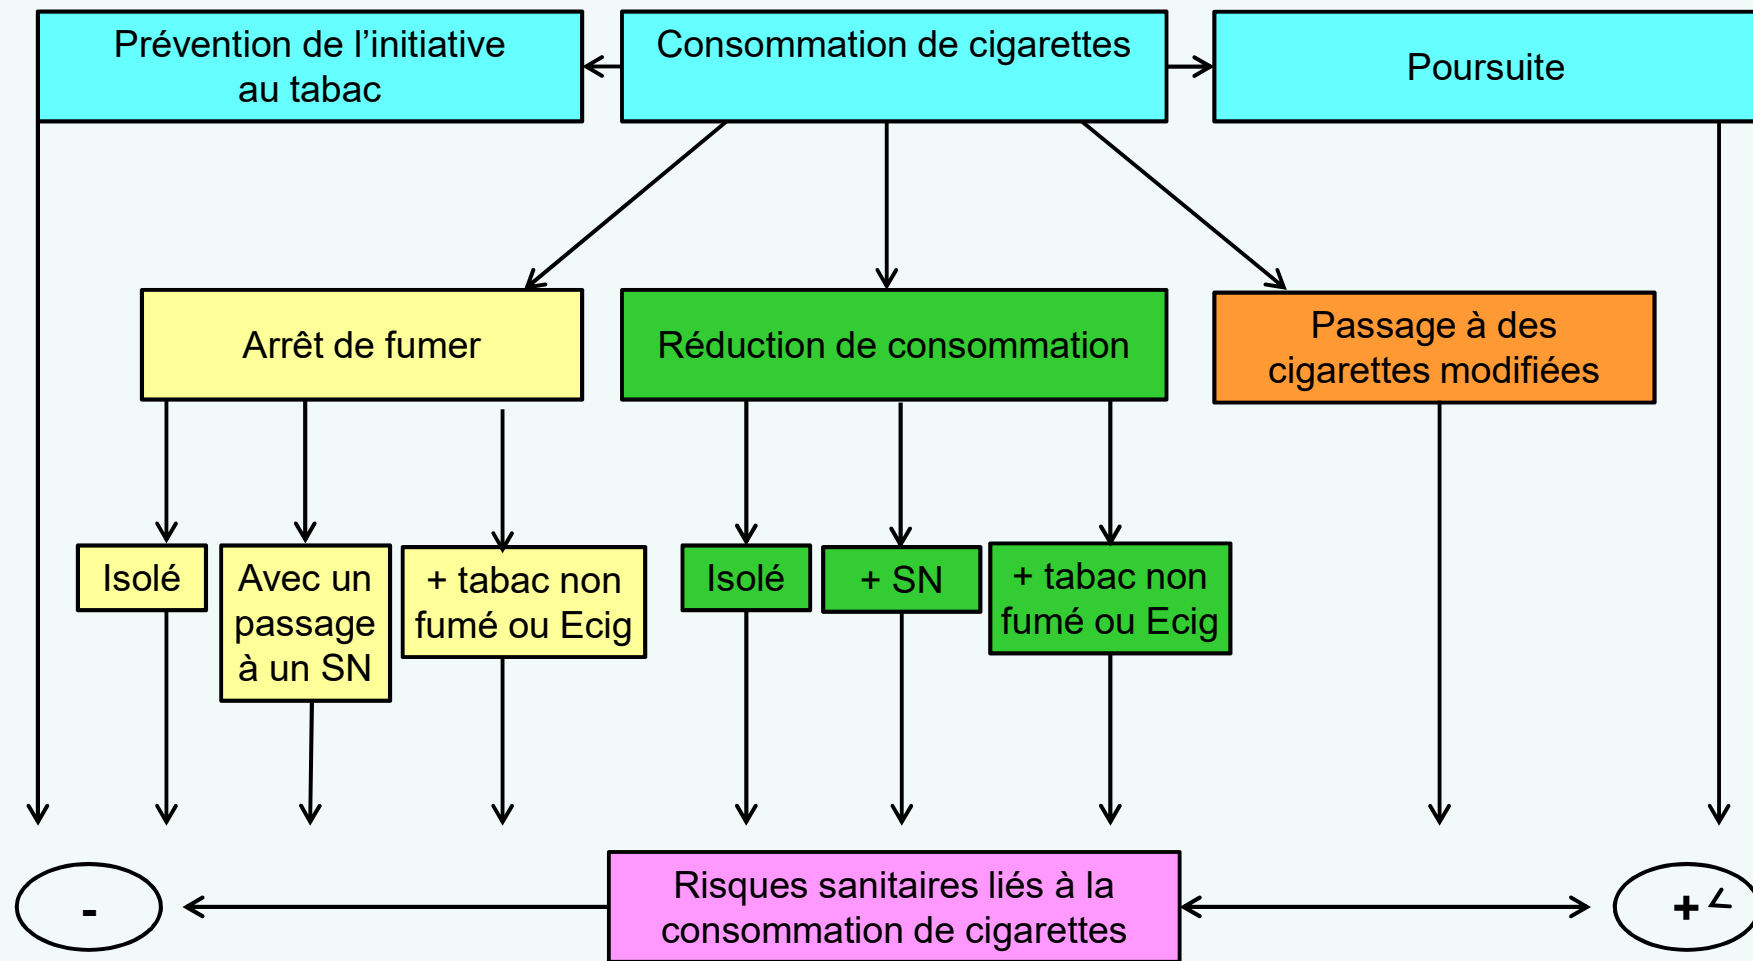 Prévention de l’initiative
au tabac
Consommation de cigarettes
Poursuite
Arrêt de fumer
Réduction de consommation
Passage à des
cigarettes modifiées
Isolé
Avec un
passage
à un SN
+ tabac non
fumé ou Ecig
Isolé
+ SN
+ tabac non
fumé ou Ecig
-
Risques sanitaires liés à la
consommation de cigarettes
+